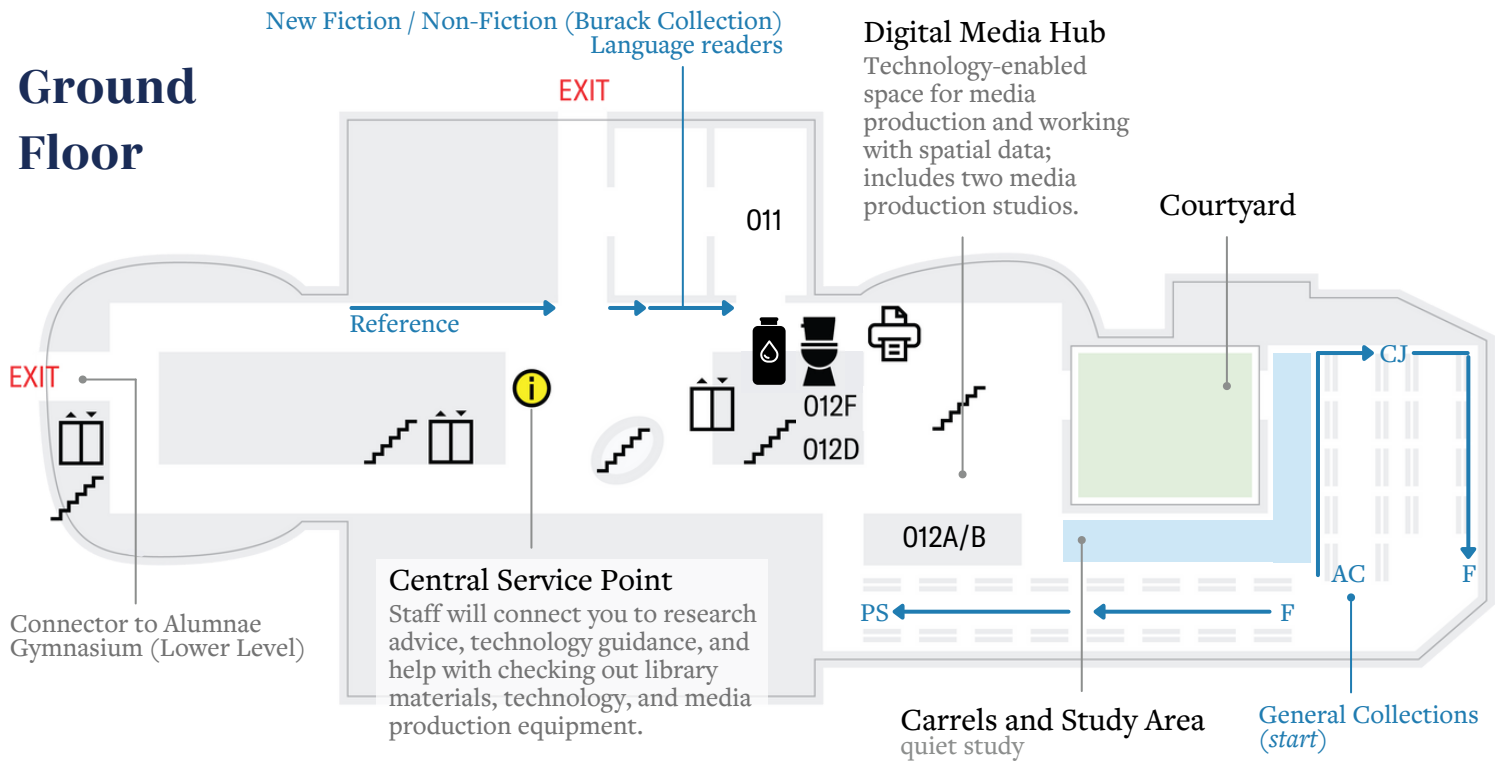 Ground
Floor
New Fiction / Non-Fiction (Burack Collection)
Language readers
EXIT
Digital Media Hub
Technology-enabled
space for media
production and working
with spatial data;
includes two media
production studios.
Courtyard
011
Reference
EXIT
i
012F
012D
CJ
012A/B
AC
F
PS
F
Connector to Alumnae
Gymnasium (Lower Level)
Central Service Point
Staff will connect you to research
advice, technology guidance, and
help with checking out library
materials, technology, and media
production equipment.
Carrels and Study Area
quiet study
General Collections
(start)